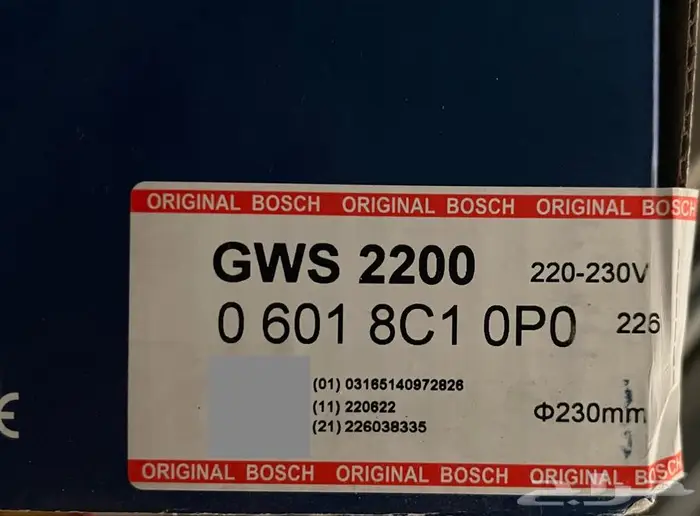 ORIGINAL BOSCH ORIGINAL BOSCH ORIGINAL BOSCH
GWS 2200 220-230V
0 601 8C1 0P0 226
(01) 03165140972826
(11) 220622
(21) 226038335
Φ230mm
ORIGINAL BOSCH ORIGINAL BOSCH ORIGINAL BOSCH
حراج